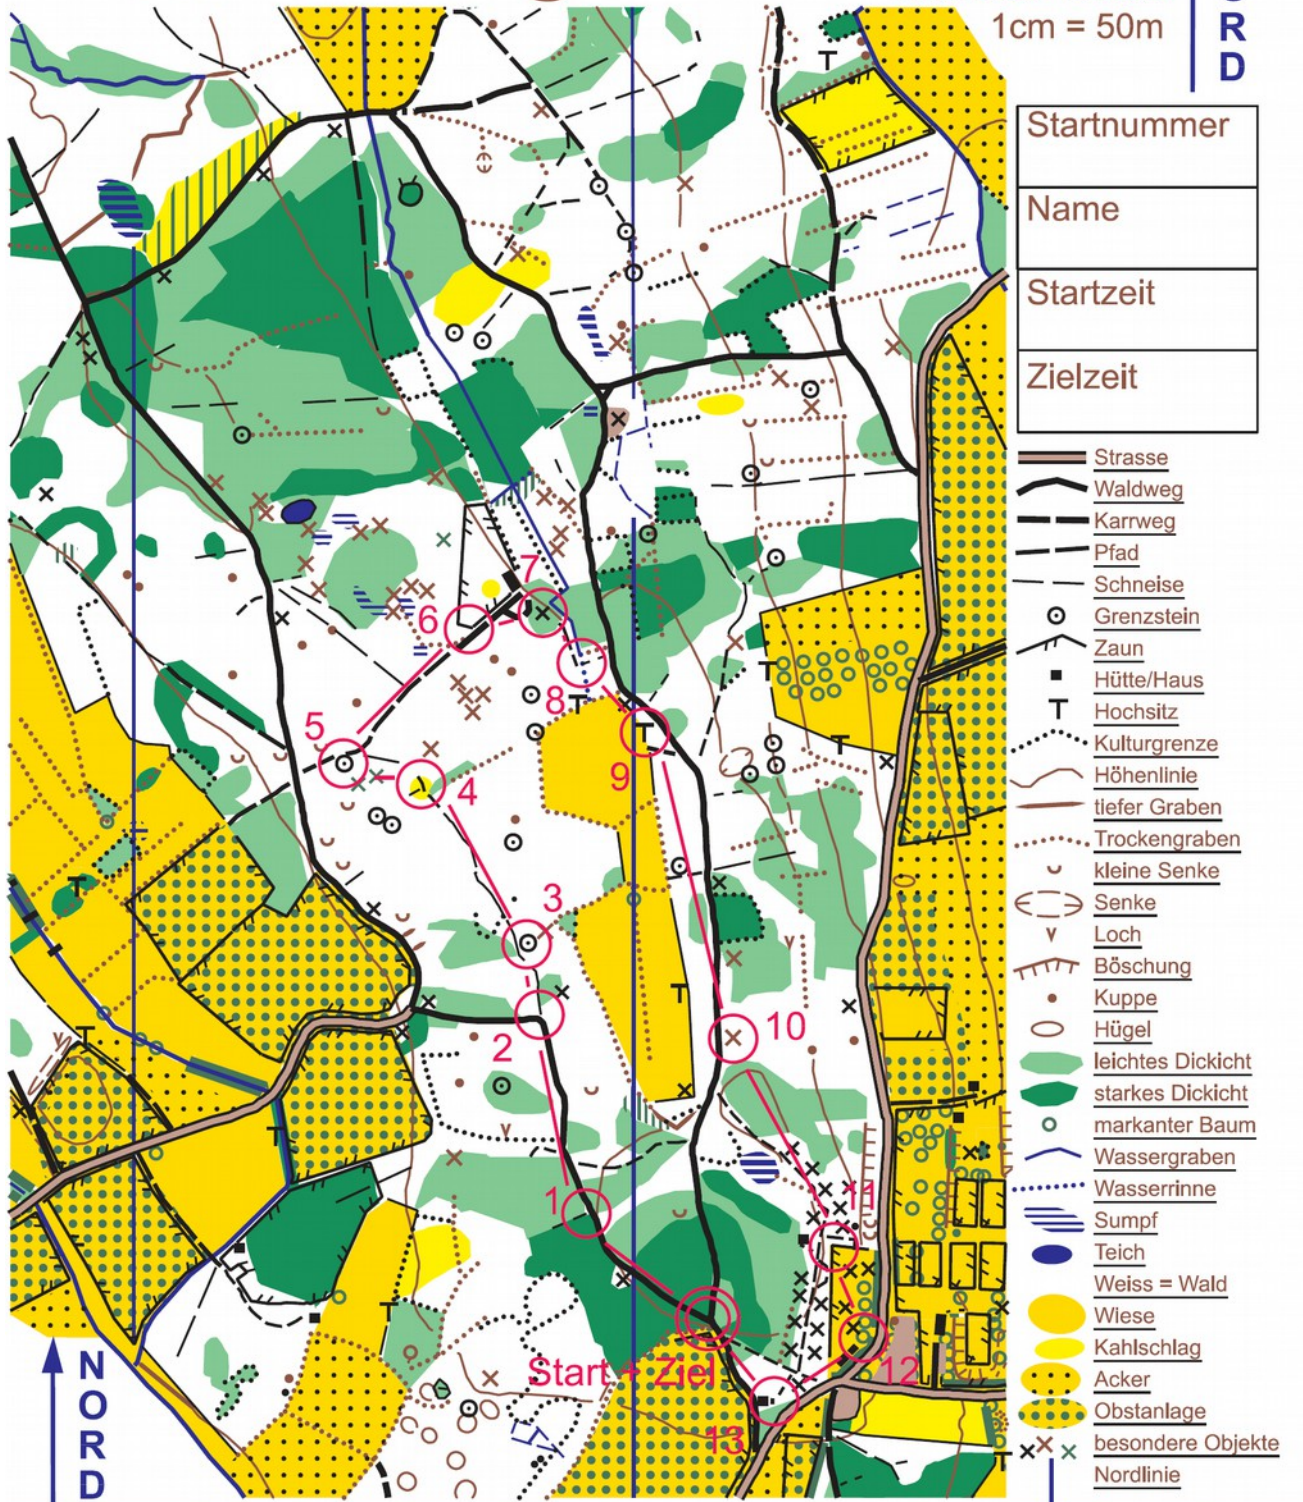 1cm = 50m
ORD
Startnummer
Name
Startzeit
Zielzeit
Strasse
Waldweg
Karrweg
Pfad
Schneise
Grenzstein
Zaun
Hütte/Haus
Hochsitz
Kulturgrenze
Höhenlinie
tiefer Graben
Trockengraben
kleine Senke
Senke
Loch
Böschung
Kuppe
Hügel
leichtes Dickicht
starkes Dickicht
markanter Baum
Wassergraben
Wasserrinne
Sumpf
Teich
Weiss = Wald
Wiese
Kahlschlag
Acker
Obstanlage
besondere Objekte
Nordlinie
7
6
8
5
9
4
3
10
2
1
11
Start + Ziel
12
13
NORD